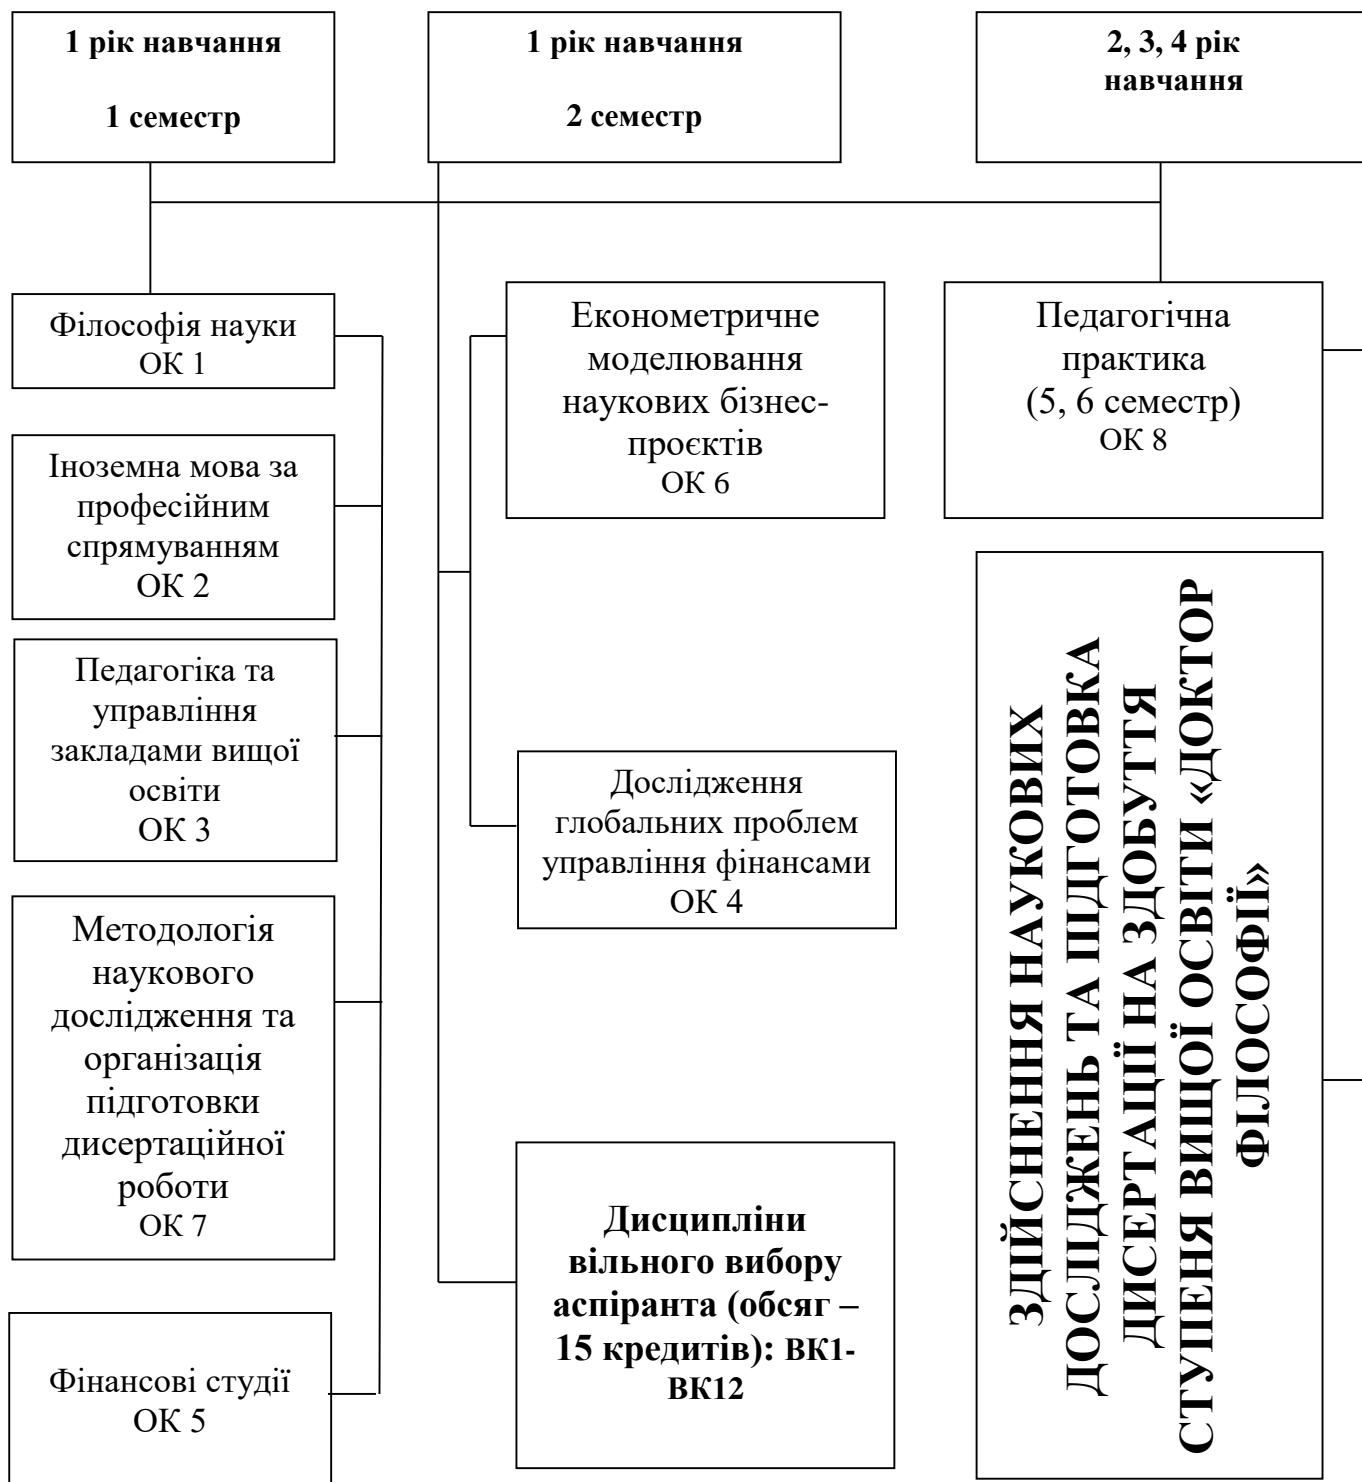 1 рік навчання
1 семестр
1 рік навчання
2 семестр
2, 3, 4 рік
навчання
Філософія науки
ОК 1
Іноземна мова за
професійним
спрямуванням
ОК 2
Педагогіка та
управління
закладами вищої
освіти
ОК 3
Методологія
наукового
дослідження та
організація
підготовки
дисертаційної
роботи
ОК 7
Фінансові студії
ОК 5
Економетричне
моделювання
наукових бізнес-
проєктів
ОК 6
Дослідження
глобальних проблем
управління фінансами
ОК 4
Дисципліни
вільного вибору
аспіранта (обсяг –
15 кредитів): ВК1-
ВК12
Педагогічна
практика
(5, 6 семестр)
ОК 8
ЗДІЙСНЕННЯ НАУКОВИХ
ДОСЛІДЖЕНЬ ТА ПІДГОТОВКА
ДИСЕРТАЦІЇ НА ЗДОБУТТЯ
СТУПЕНЯ ВИЩОЇ ОСВІТИ «ДОКТОР
ФІЛОСОФІЇ»